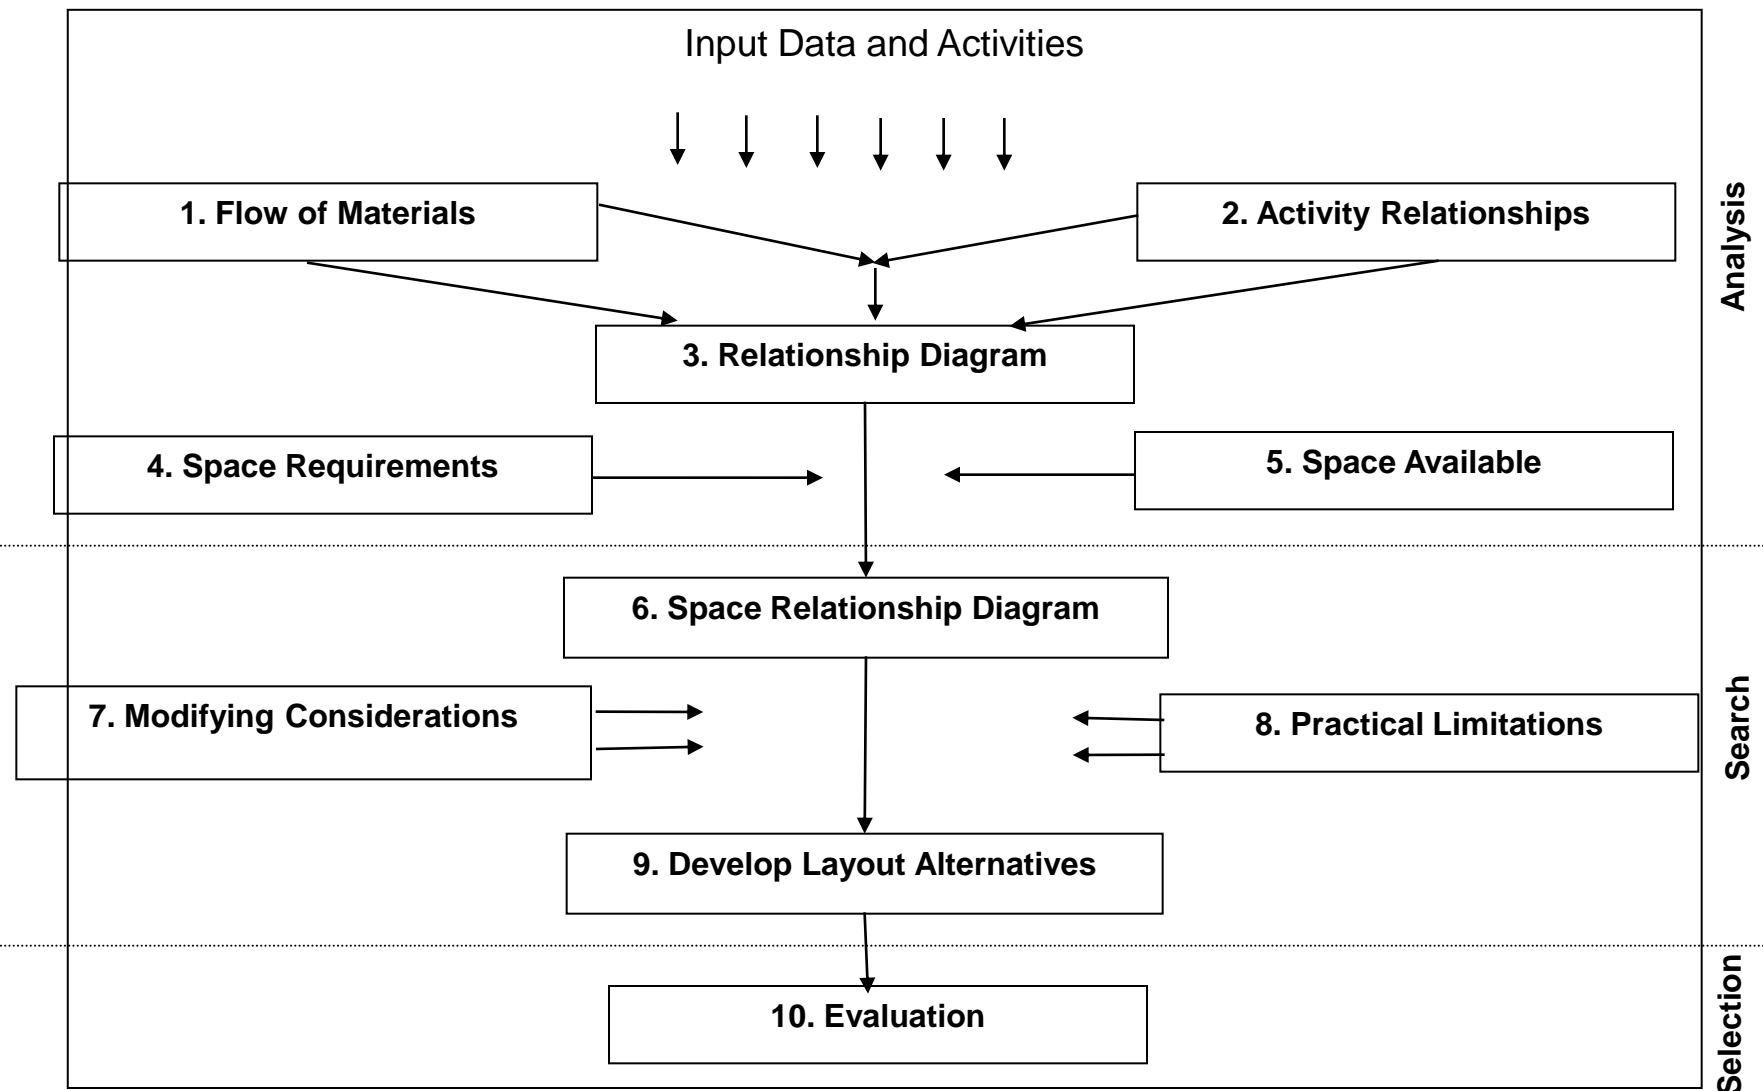 Input Data and Activities
1. Flow of Materials
2. Activity Relationships
3. Relationship Diagram
4. Space Requirements
5. Space Available
Analysis
6. Space Relationship Diagram
7. Modifying Considerations
8. Practical Limitations
9. Develop Layout Alternatives
Search
10. Evaluation
Selection